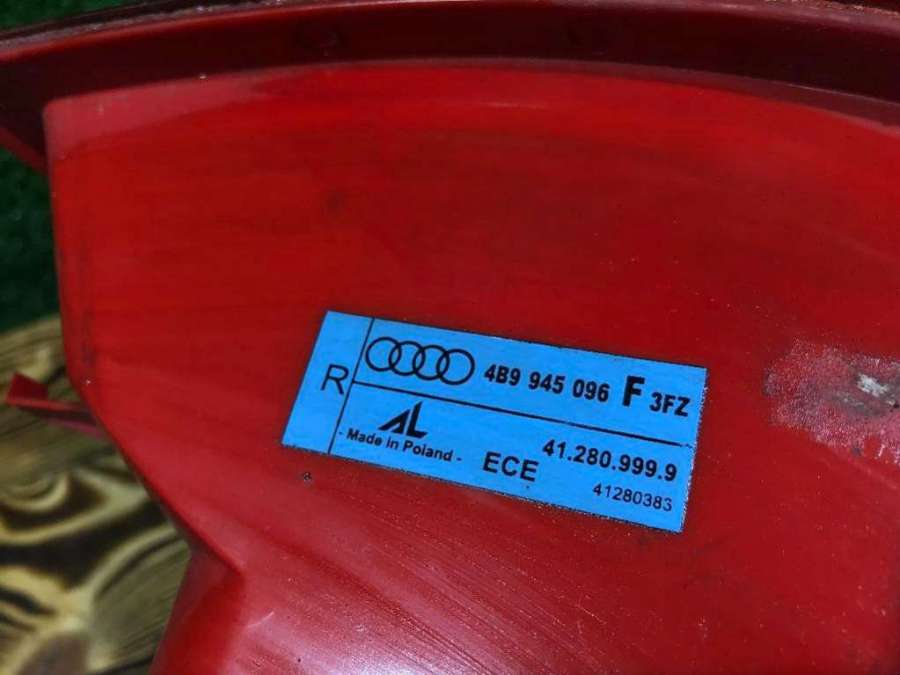 R
4B9 945 096 F 3FZ
AL
- Made in Poland -
ECE
41.280.999.9
41280383